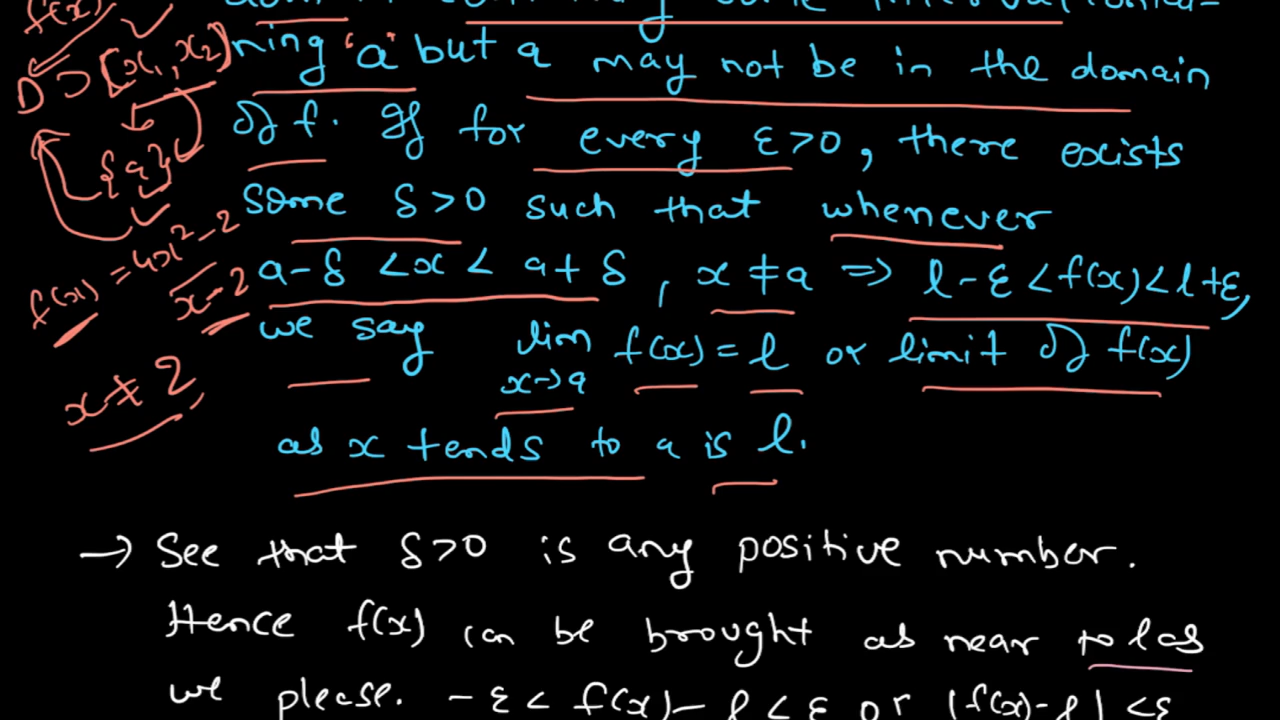 f(x)
D ⊃ [x₁, x₂]
{a}
ning 'a' but a may not be in the domain
of f. If for every ε>0, there exists
some δ>0 such that whenever
a-δ <x< a+δ, x≠a => l-ε <f(x)<l+ε,
f(x) = 4x²-2
x-2
we say lim x→a f(x) = l or limit of f(x)
x≠2
as x tends to a is l.
→ See that δ>0 is any positive number.
Hence f(x) can be brought as near to l as
we please. -ε < f(x)-l < ε or |f(x)-l| <ε